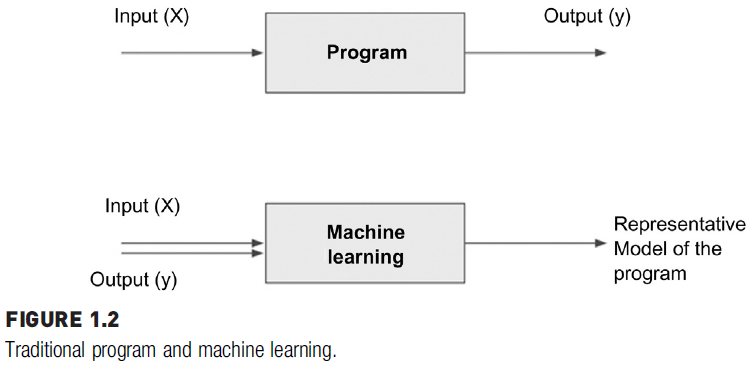 Input (X)
Output (y)
Program
Input (X)
Output (y)
Machine
learning
Representative
Model of the
program
FIGURE 1.2
Traditional program and machine learning.